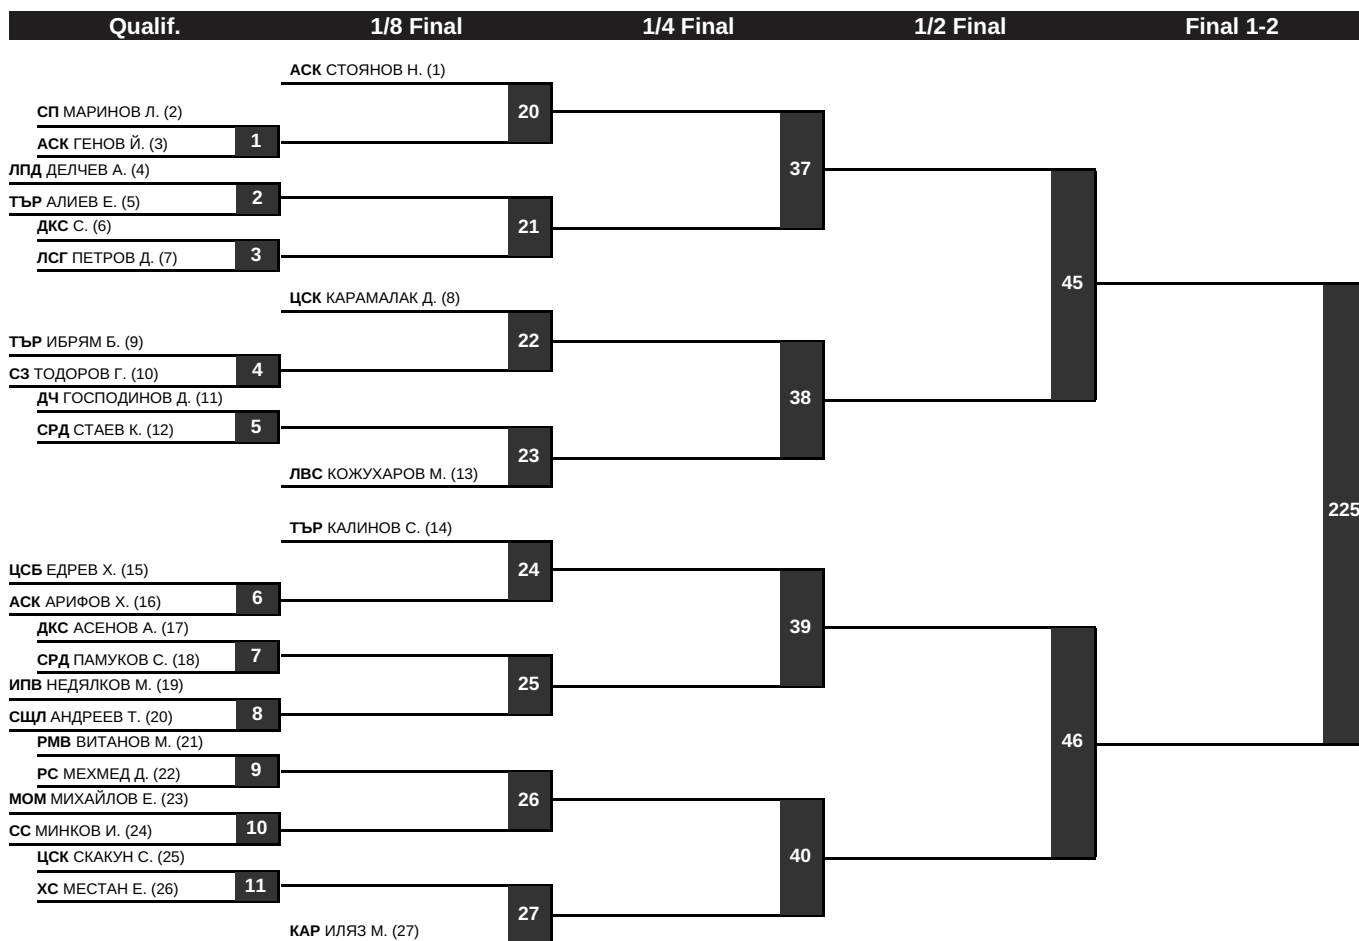 Qualif. 1/8 Final 1/4 Final 1/2 Final Final 1-2
АСК СТОЯНОВ Н. (1)
20
СП МАРИНОВ Л. (2)
1
АСК ГЕНОВ Й. (3)
37
ЛПД ДЕЛЧЕВ А. (4)
2
ТЪР АЛИЕВ Е. (5)
21
ДКС С. (6)
3
ЛСГ ПЕТРОВ Д. (7)
45
ЦСК КАРАМАЛАК Д. (8)
22
ТЪР ИБРЯМ Б. (9)
4
СЗ ТОДОРОВ Г. (10)
38
ДЧ ГОСПОДИНОВ Д. (11)
5
СРД СТАЕВ К. (12)
23
ЛВС КОЖУХАРОВ М. (13)
225
ТЪР КАЛИНОВ С. (14)
24
ЦСБ ЕДРЕВ Х. (15)
6
АСК АРИФОВ Х. (16)
39
ДКС АСЕНОВ А. (17)
7
СРД ПАМУКОВ С. (18)
25
ИПВ НЕДЯЛКОВ М. (19)
8
СЩЛ АНДРЕЕВ Т. (20)
46
РМВ ВИТАНОВ М. (21)
9
РС МЕХМЕД Д. (22)
26
МОМ МИХАЙЛОВ Е. (23)
10
СС МИНКОВ И. (24)
40
ЦСК СКАКУН С. (25)
11
ХС МЕСТАН Е. (26)
27
КАР ИЛЯЗ М. (27)